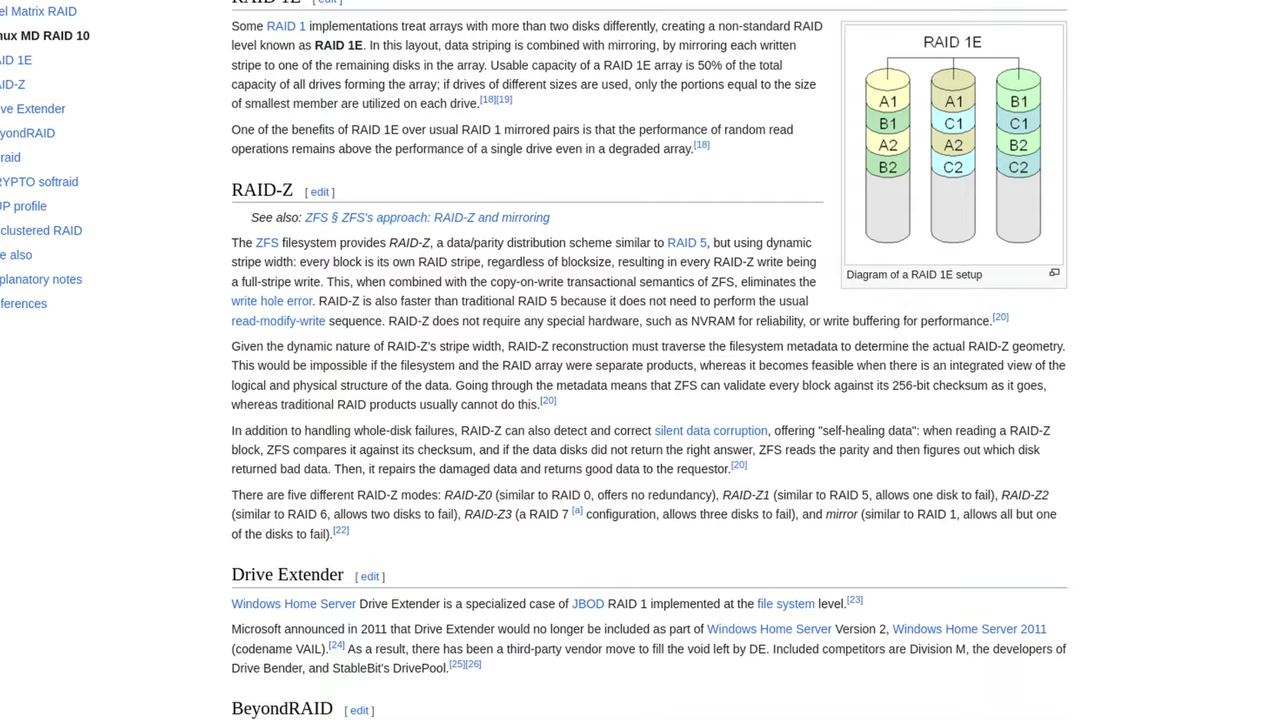 el Matrix RAID
nux MD RAID 10
ID 1E
ID-Z
ve Extender
yondRAID
raid
RYPTO softraid
UP profile
clustered RAID
e also
planatory notes
ferences
RAID 1E [ edit ]
Some RAID 1 implementations treat arrays with more than two disks differently, creating a non-standard RAID
level known as RAID 1E. In this layout, data striping is combined with mirroring, by mirroring each written
stripe to one of the remaining disks in the array. Usable capacity of a RAID 1E array is 50% of the total
capacity of all drives forming the array; if drives of different sizes are used, only the portions equal to the size
of smallest member are utilized on each drive.[18][19]
One of the benefits of RAID 1E over usual RAID 1 mirrored pairs is that the performance of random read
operations remains above the performance of a single drive even in a degraded array.[18]
RAID 1E
A1 A1 B1
B1 C1 C1
A2 A2 B2
B2 C2 C2
Diagram of a RAID 1E setup
RAID-Z [ edit ]
See also: ZFS § ZFS's approach: RAID-Z and mirroring
The ZFS filesystem provides RAID-Z, a data/parity distribution scheme similar to RAID 5, but using dynamic
stripe width: every block is its own RAID stripe, regardless of blocksize, resulting in every RAID-Z write being
a full-stripe write. This, when combined with the copy-on-write transactional semantics of ZFS, eliminates the
write hole error. RAID-Z is also faster than traditional RAID 5 because it does not need to perform the usual
read-modify-write sequence. RAID-Z does not require any special hardware, such as NVRAM for reliability, or write buffering for performance.[20]
Given the dynamic nature of RAID-Z's stripe width, RAID-Z reconstruction must traverse the filesystem metadata to determine the actual RAID-Z geometry.
This would be impossible if the filesystem and the RAID array were separate products, whereas it becomes feasible when there is an integrated view of the
logical and physical structure of the data. Going through the metadata means that ZFS can validate every block against its 256-bit checksum as it goes,
whereas traditional RAID products usually cannot do this.[20]
In addition to handling whole-disk failures, RAID-Z can also detect and correct silent data corruption, offering "self-healing data": when reading a RAID-Z
block, ZFS compares it against its checksum, and if the data disks did not return the right answer, ZFS reads the parity and then figures out which disk
returned bad data. Then, it repairs the damaged data and returns good data to the requestor.[20]
There are five different RAID-Z modes: RAID-Z0 (similar to RAID 0, offers no redundancy), RAID-Z1 (similar to RAID 5, allows one disk to fail), RAID-Z2
(similar to RAID 6, allows two disks to fail), RAID-Z3 (a RAID 7 [a] configuration, allows three disks to fail), and mirror (similar to RAID 1, allows all but one
of the disks to fail).[22]
Drive Extender [ edit ]
Windows Home Server Drive Extender is a specialized case of JBOD RAID 1 implemented at the file system level.[23]
Microsoft announced in 2011 that Drive Extender would no longer be included as part of Windows Home Server Version 2, Windows Home Server 2011
(codename VAIL).[24] As a result, there has been a third-party vendor move to fill the void left by DE. Included competitors are Division M, the developers of
Drive Bender, and StableBit's DrivePool.[25][26]
BeyondRAID [ edit ]